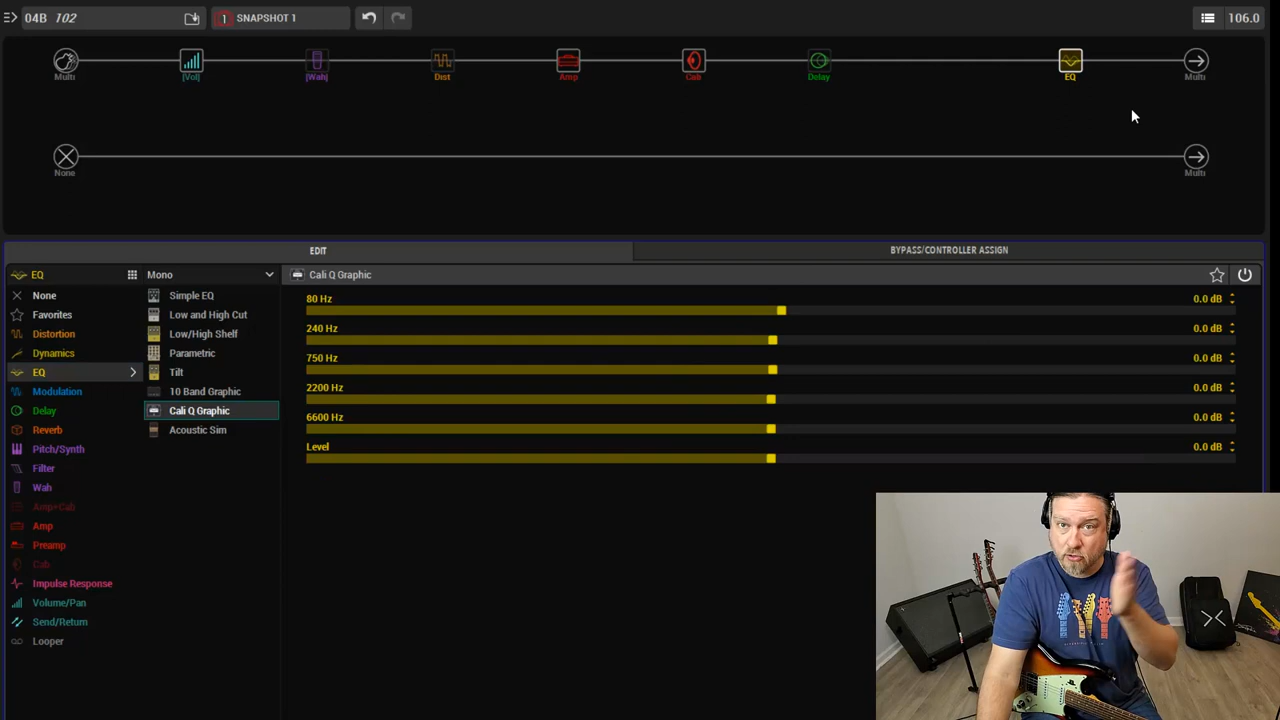 04B 102
1 SNAPSHOT 1
106.0
Multi
[Vol]
[Wah]
Dist
Amp
Cab
Delay
EQ
Multi
None
Multi
EDIT
BYPASS/CONTROLLER ASSIGN
EQ
Mono
Cali Q Graphic
None
Favorites
Distortion
Dynamics
EQ
Modulation
Delay
Reverb
Pitch/Synth
Filter
Wah
Amp+Cab
Amp
Preamp
Cab
Impulse Response
Volume/Pan
Send/Return
Looper
Simple EQ
Low and High Cut
Low/High Shelf
Parametric
Tilt
10 Band Graphic
Cali Q Graphic
Acoustic Sim
80 Hz 0.0 dB
240 Hz 0.0 dB
750 Hz 0.0 dB
2200 Hz 0.0 dB
6600 Hz 0.0 dB
Level 0.0 dB